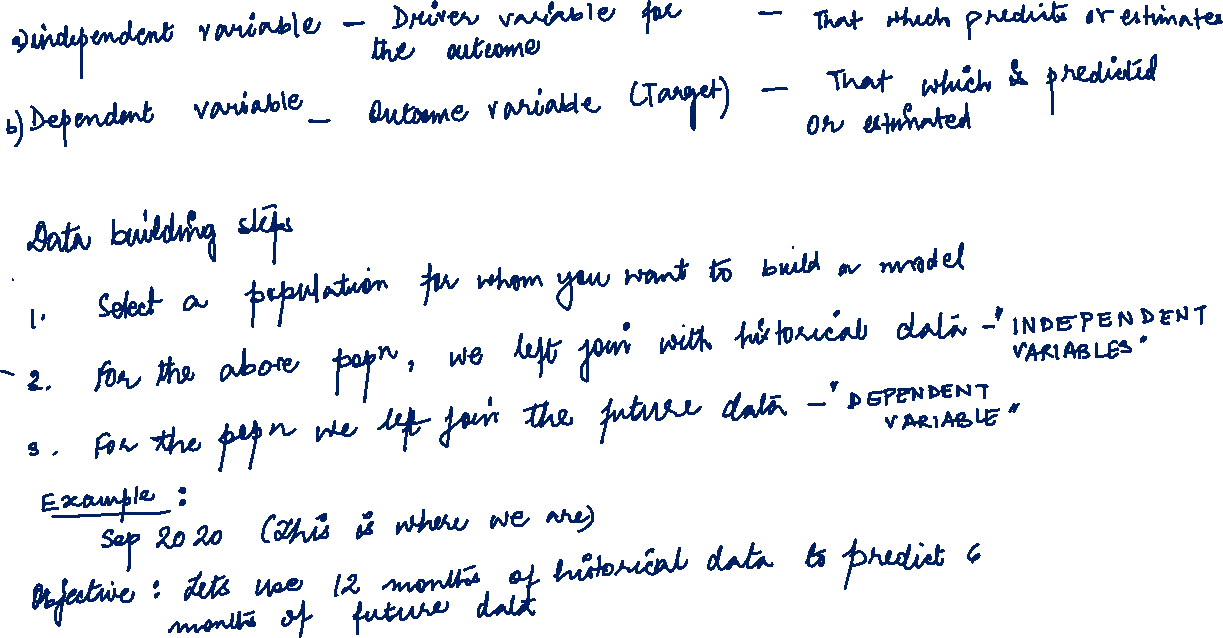 a) independent variable – Driver variable for the outcome – That which predicts or estimates
b) Dependent variable – Outcome variable (Target) – That which is predicted or estimated
Data building steps
1. Select a population for whom you want to build a model
2. For the above popn, we left join with historical data – "INDEPENDENT VARIABLES"
3. For the popn we left join the future data – "DEPENDENT VARIABLE"
Example :
Sep 2020 (This is where we are)
Objective : Lets use 12 months of historical data to predict 6
months of future data